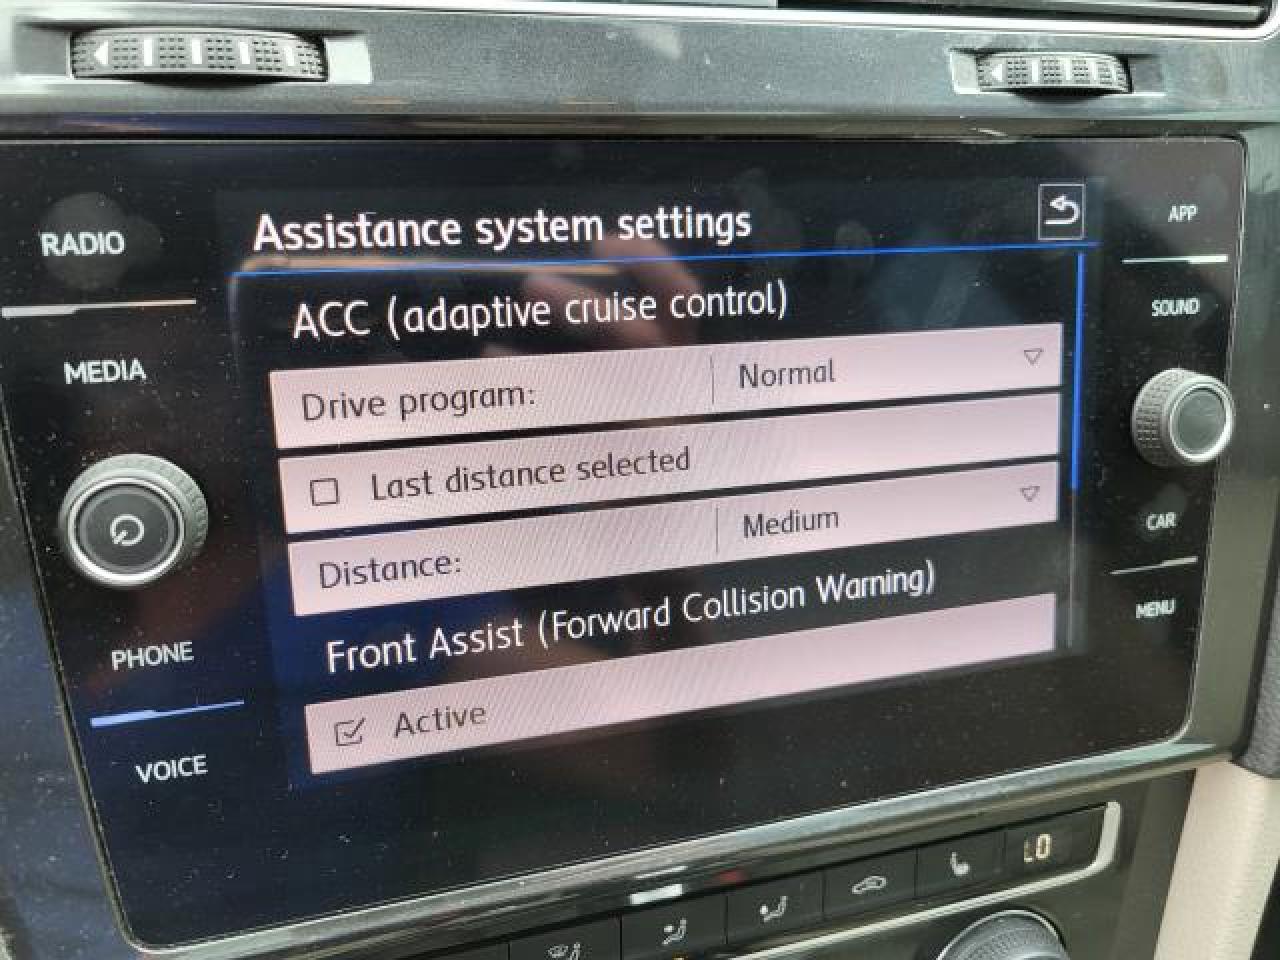 RADIO
MEDIA
PHONE
VOICE
Assistance system settings
ACC (adaptive cruise control)
Drive program: Normal
Last distance selected
Distance: Medium
Front Assist (Forward Collision Warning)
Active
APP
SOUND
CAR
MENU
LO